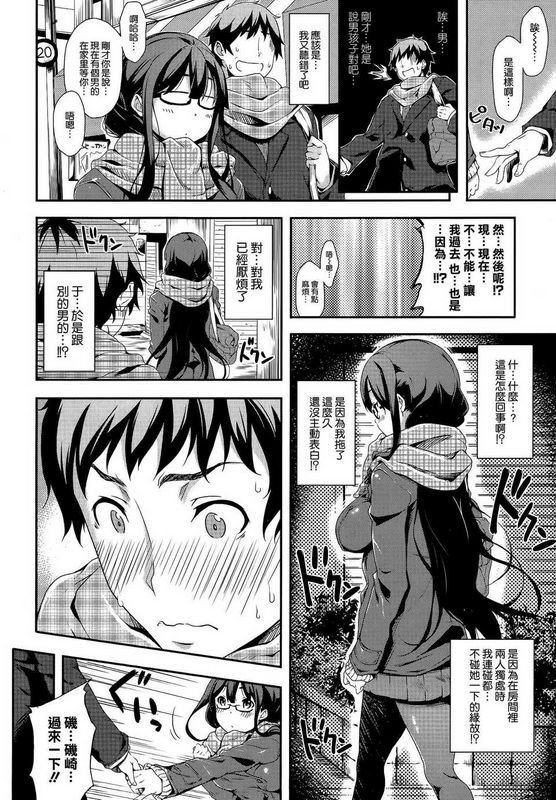 誒～…
是這樣啊…
ピタッ
誒…男…
剛才…她是
說男孩子對吧…
應該是…
我又聽錯了吧
啊哈哈…
剛才你是說…
現在有個男的
在家里等你…
唔嗯…
20
然…然後呢!?
現…現在…
不…不能…讓
我過去 也…也是
因為…!!?
唔…嗯…
會有點
麻煩…
對…對我
已經厭煩了
ドクン
ドクン
于…於是跟
別的男的…!?
什…什麼…?
這是怎麼回事啊!?
是因為我拖了
這麼久
還沒主動表白!?
ドクン
ドクン
是因為在房間裡
兩人獨處時
我連碰都…
不碰她一下的緣故!?
磯…磯崎
過來一下!!